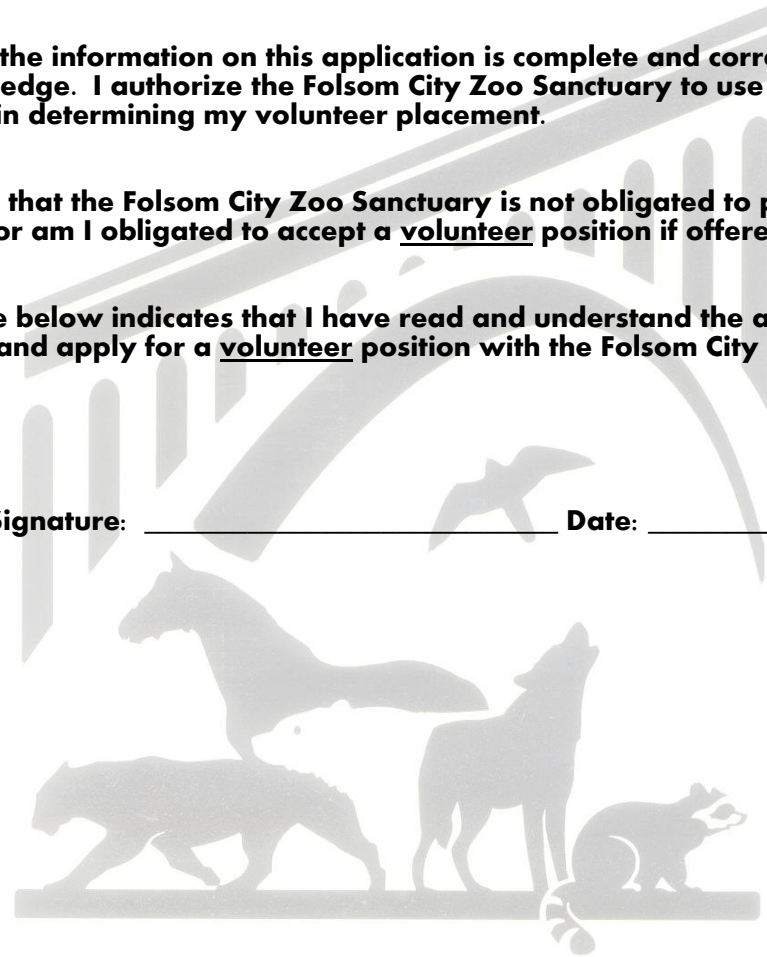 the information on this application is complete and corre
edge. I authorize the Folsom City Zoo Sanctuary to use
in determining my volunteer placement.
that the Folsom City Zoo Sanctuary is not obligated to p
or am I obligated to accept a volunteer position if offere
e below indicates that I have read and understand the a
and apply for a volunteer position with the Folsom City
Signature: ____________________________ Date: ________